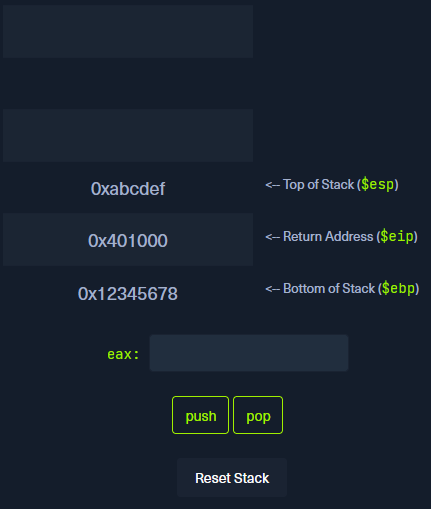 0xabcdef <-- Top of Stack ($esp)
0x401000 <-- Return Address ($eip)
0x12345678 <-- Bottom of Stack ($ebp)
eax:
push pop
Reset Stack